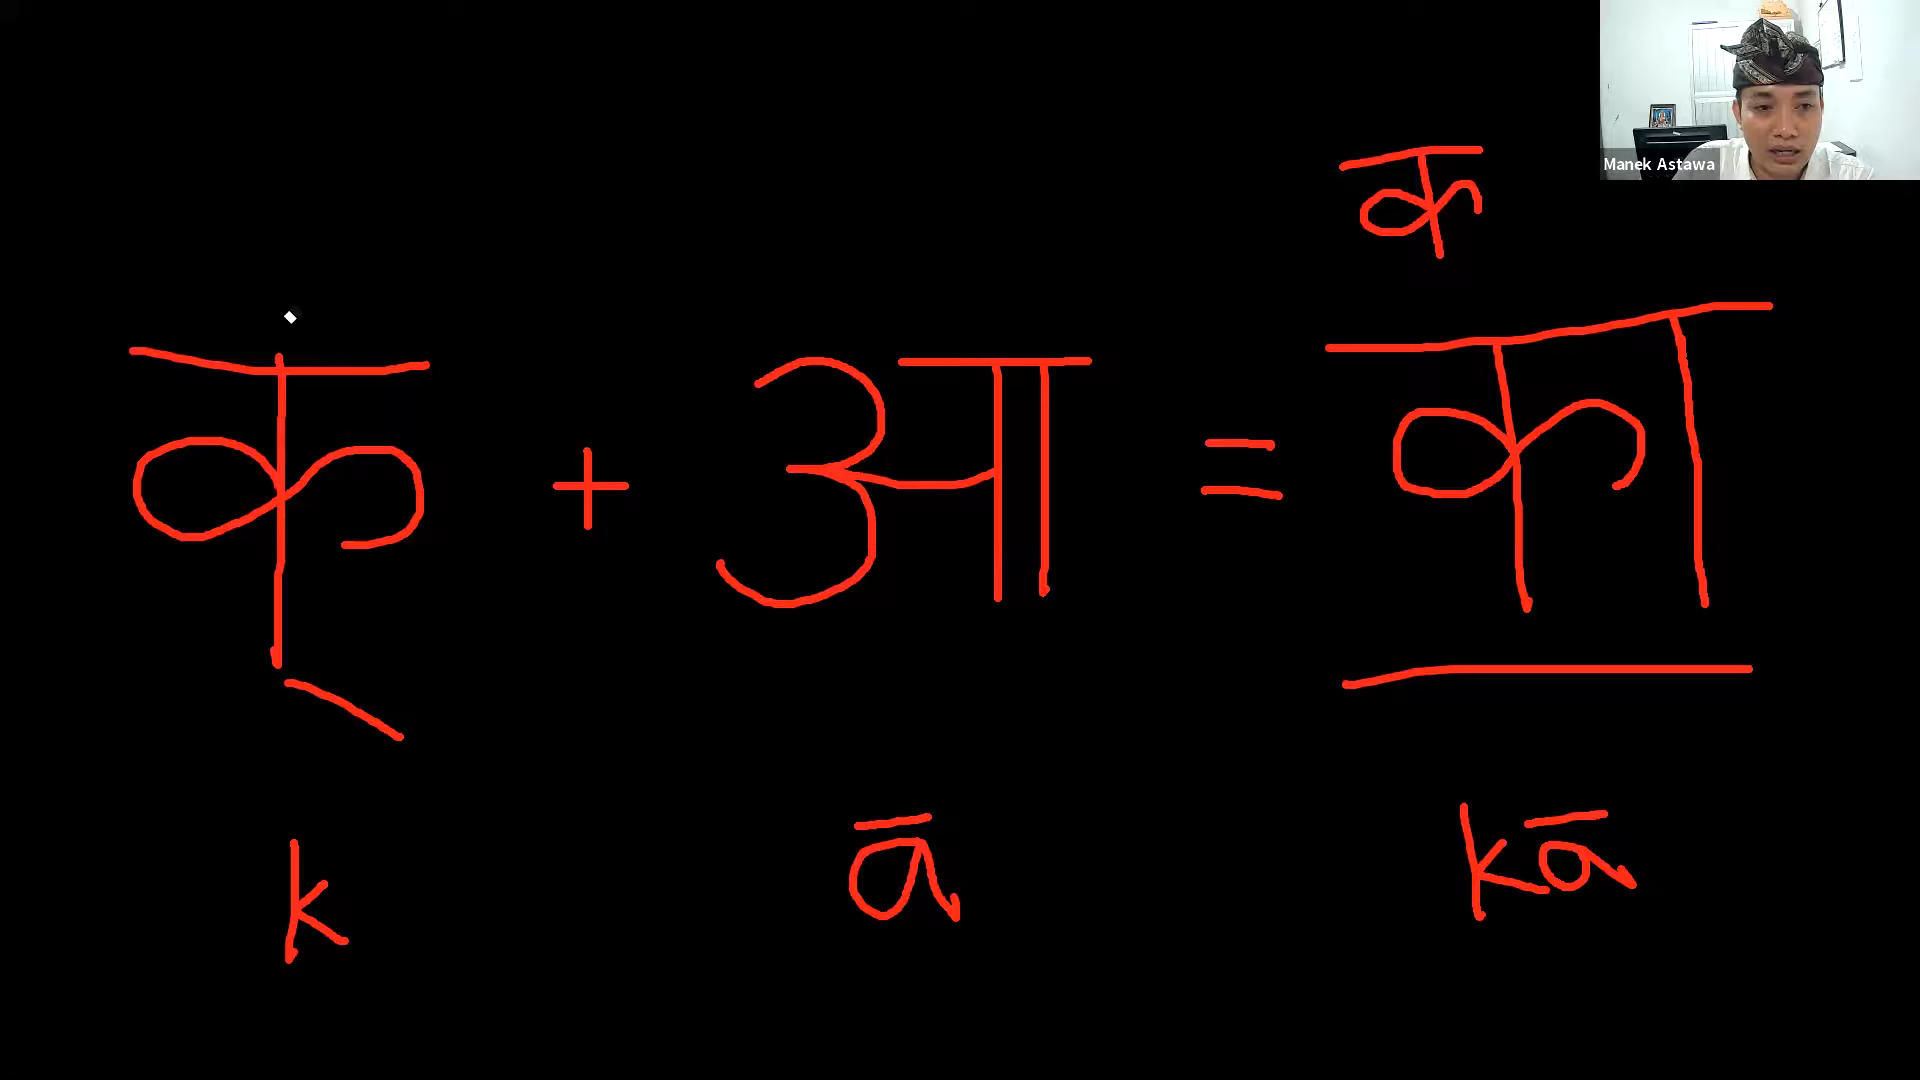 Manek Astawa
क
क् + आ = का
k ā kā